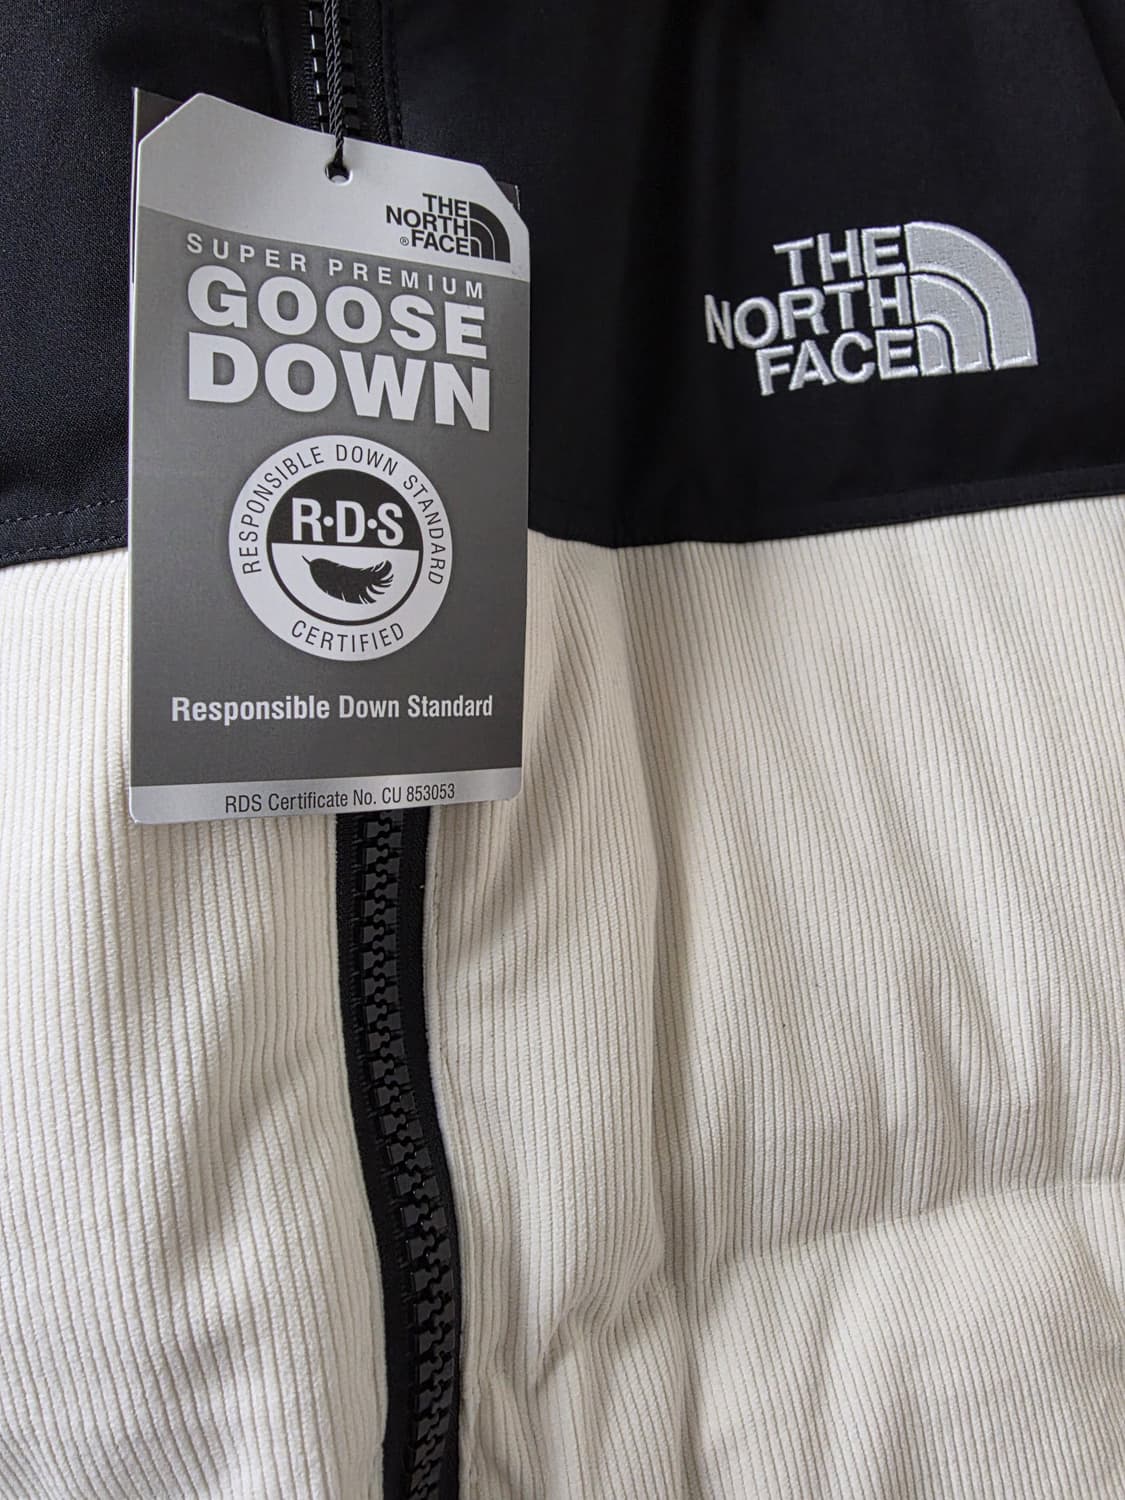 THE
NORTH
® FACE
SUPER PREMIUM
GOOSE
DOWN
RESPONSIBLE DOWN STANDARD
R·D·S
CERTIFIED
Responsible Down Standard
RDS Certificate No. CU 853053
THE
NORTH
FACE